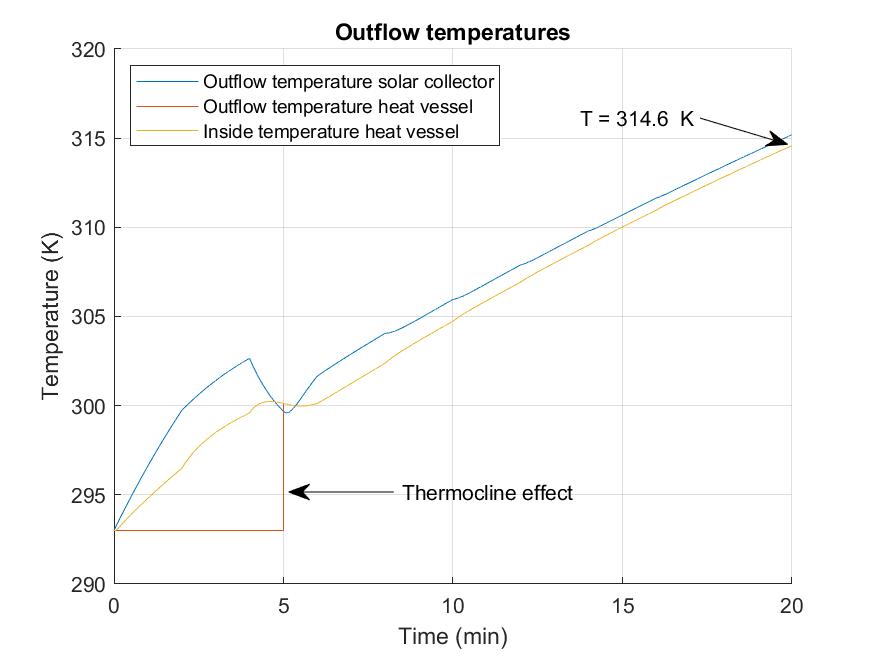 Outflow temperatures
320
315
310
305
300
295
290
Temperature (K)
Outflow temperature solar collector
Outflow temperature heat vessel
Inside temperature heat vessel
T = 314.6  K
Thermocline effect
0
5
10
15
20
Time (min)